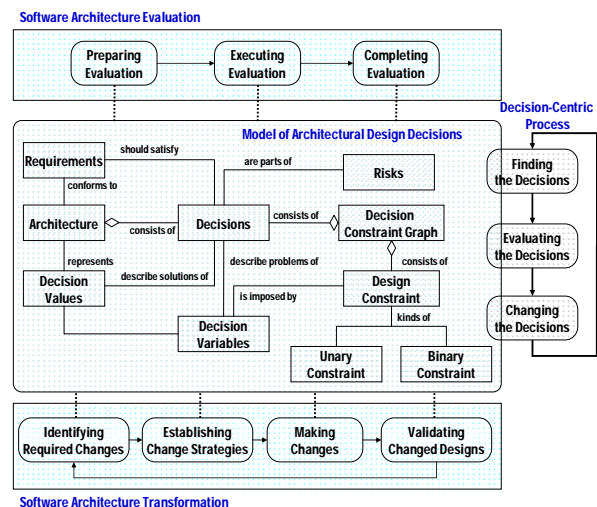 Software Architecture Evaluation
Preparing
Evaluation
Executing
Evaluation
Completing
Evaluation
Decision-Centric
Process
Model of Architectural Design Decisions
Requirements
should satisfy
are parts of
Risks
Finding
the Decisions
conforms to
Architecture
consists of
Decisions
consists of
Decision
Constraint Graph
Evaluating
the Decisions
represents
describe solutions of
describe problems of
consists of
Decision
Values
is imposed by
Design
Constraint
Changing
the Decisions
Decision
Variables
kinds of
Unary
Constraint
Binary
Constraint
Identifying
Required Changes
Establishing
Change Strategies
Making
Changes
Validating
Changed Designs
Software Architecture Transformation